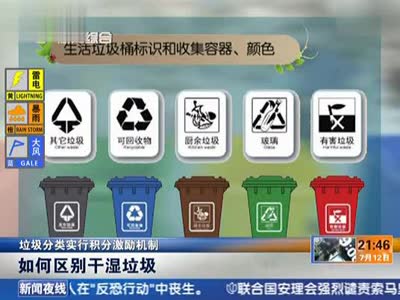 综合
生活垃圾桶标识和收集容器、颜色
雷电
黄 LIGHTNING
暴雨
橙 RAIN STORM
大风
蓝 GALE
其它垃圾
Other waste
可回收物
Recyclable
厨余垃圾
Kitchen waste
玻璃
Glass
有害垃圾
Harmful waste
垃圾分类实行积分激励机制
如何区别干湿垃圾
21:46
7月12日
新闻夜线
人在“反恐行动”中丧生。
联合国安理会强烈谴责索马